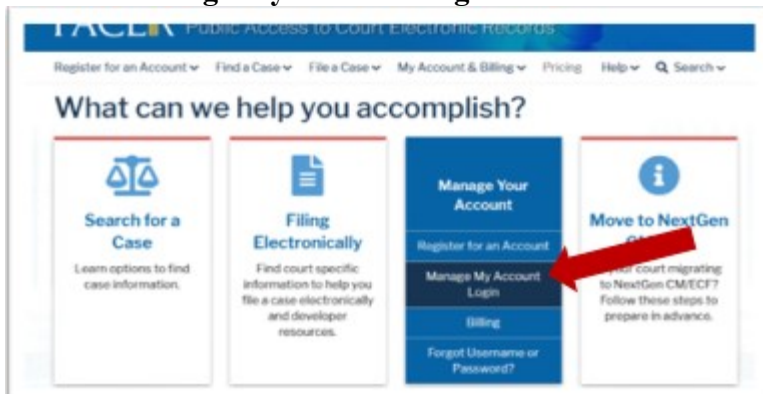 PACER Public Access to Court Electronic Records
Register for an Account Find a Case File a Case My Account & Billing Pricing Help Search
What can we help you accomplish?
Search for a
Case
Learn options to find
case information.
Filing
Electronically
Find court specific
information to help you
file a case electronically
and developer
resources.
Manage Your
Account
Register for an Account
Manage My Account
Login
Billing
Forgot Username or
Password?
Move to NextGen
court migrating
to NextGen CM/ECF?
Follow these steps to
prepare in advance.